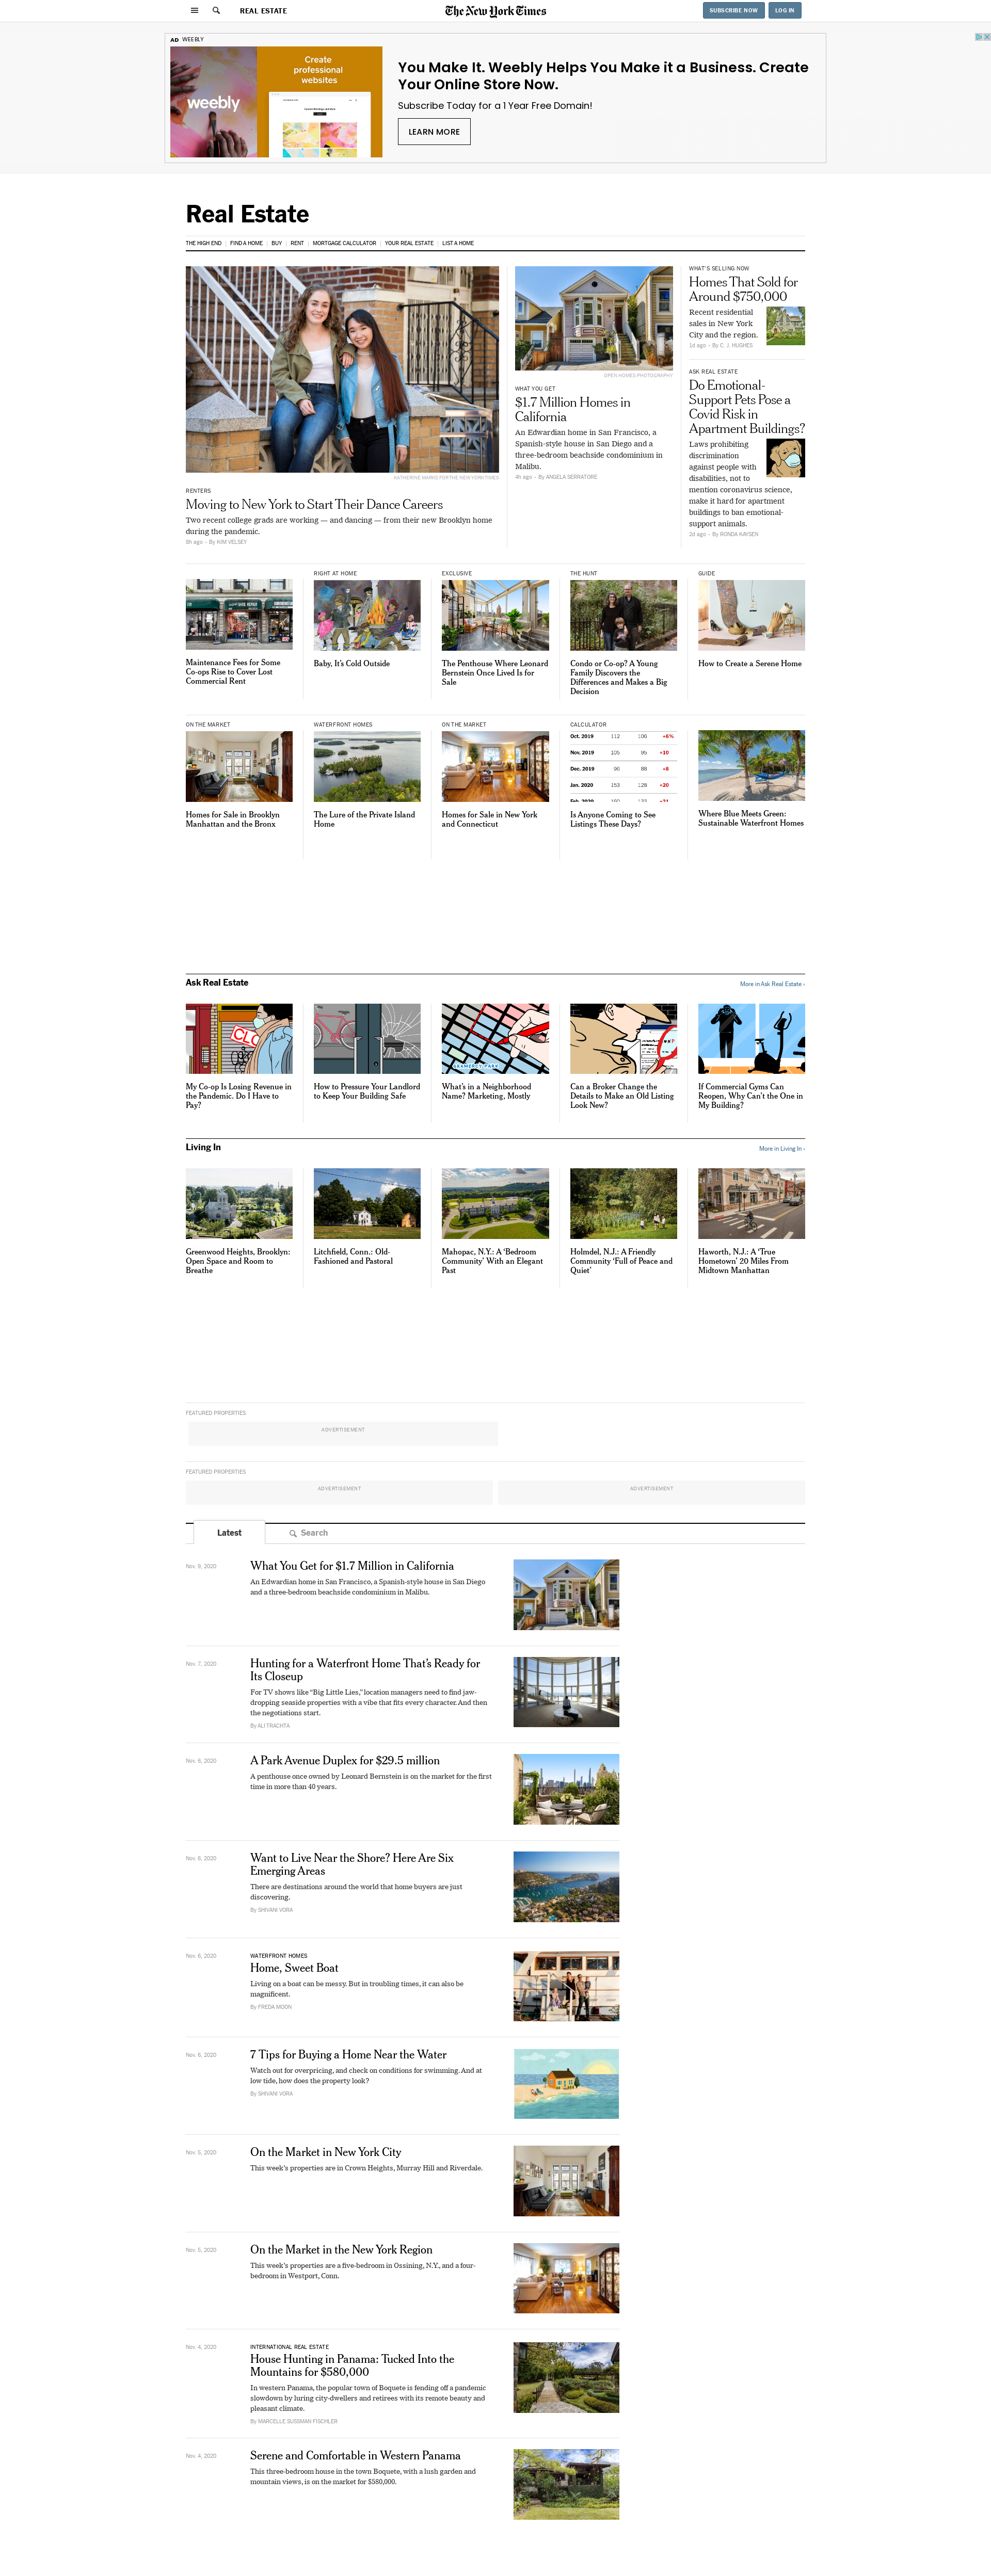 REAL ESTATE
The New York Times
SUBSCRIBE NOW
LOG IN
AD WEEBLY
weebly
Create
professional
websites
You Make It. Weebly Helps You Make it a Business. Create
Your Online Store Now.
Subscribe Today for a 1 Year Free Domain!
LEARN MORE
Real Estate
THE HIGH END
FIND A HOME
BUY
RENT
MORTGAGE CALCULATOR
YOUR REAL ESTATE
LIST A HOME
KATHERINE MARKS FOR THE NEW YORK TIMES
RENTERS
Moving to New York to Start Their Dance Careers
Two recent college grads are working — and dancing — from their new Brooklyn home
during the pandemic.
8h ago - By KIM VELSEY
OPEN HOMES PHOTOGRAPHY
WHAT YOU GET
$1.7 Million Homes in
California
An Edwardian home in San Francisco, a
Spanish-style house in San Diego and a
three-bedroom beachside condominium in
Malibu.
4h ago - By ANGELA SERRATORE
WHAT'S SELLING NOW
Homes That Sold for
Around $750,000
Recent residential
sales in New York
City and the region.
1d ago - By C. J. HUGHES
ASK REAL ESTATE
Do Emotional-
Support Pets Pose a
Covid Risk in
Apartment Buildings?
Laws prohibiting
discrimination
against people with
disabilities, not to
mention coronavirus science,
make it hard for apartment
buildings to ban emotional-
support animals.
2d ago - By RONDA KAYSEN
Maintenance Fees for Some
Co-ops Rise to Cover Lost
Commercial Rent
RIGHT AT HOME
Baby, It's Cold Outside
EXCLUSIVE
The Penthouse Where Leonard
Bernstein Once Lived Is for
Sale
THE HUNT
Condo or Co-op? A Young
Family Discovers the
Differences and Makes a Big
Decision
GUIDE
How to Create a Serene Home
ON THE MARKET
Homes for Sale in Brooklyn
Manhattan and the Bronx
WATERFRONT HOMES
The Lure of the Private Island
Home
ON THE MARKET
Homes for Sale in New York
and Connecticut
CALCULATOR
Oct. 2019 112 106 +6%
Nov. 2019 105 95 +10
Dec. 2019 96 88 +8
Jan. 2020 153 128 +20
Is Anyone Coming to See
Listings These Days?
Where Blue Meets Green:
Sustainable Waterfront Homes
Ask Real Estate
More in Ask Real Estate ›
CLO
GRAMERCY PARK
My Co-op Is Losing Revenue in
the Pandemic. Do I Have to
Pay?
How to Pressure Your Landlord
to Keep Your Building Safe
What's in a Neighborhood
Name? Marketing, Mostly
Can a Broker Change the
Details to Make an Old Listing
Look New?
If Commercial Gyms Can
Reopen, Why Can't the One in
My Building?
Living In
More in Living In ›
Greenwood Heights, Brooklyn:
Open Space and Room to
Breathe
Litchfield, Conn.: Old-
Fashioned and Pastoral
Mahopac, N.Y.: A 'Bedroom
Community' With an Elegant
Past
Holmdel, N.J.: A Friendly
Community 'Full of Peace and
Quiet'
Haworth, N.J.: A 'True
Hometown' 20 Miles From
Midtown Manhattan
FEATURED PROPERTIES
ADVERTISEMENT
FEATURED PROPERTIES
ADVERTISEMENT
ADVERTISEMENT
Latest
Search
Nov. 9, 2020
What You Get for $1.7 Million in California
An Edwardian home in San Francisco, a Spanish-style house in San Diego
and a three-bedroom beachside condominium in Malibu.
Nov. 7, 2020
Hunting for a Waterfront Home That's Ready for
Its Closeup
For TV shows like "Big Little Lies," location managers need to find jaw-
dropping seaside properties with a vibe that fits every character. And then
the negotiations start.
By ALI TRACHTA
Nov. 6, 2020
A Park Avenue Duplex for $29.5 million
A penthouse once owned by Leonard Bernstein is on the market for the first
time in more than 40 years.
Nov. 6, 2020
Want to Live Near the Shore? Here Are Six
Emerging Areas
There are destinations around the world that home buyers are just
discovering.
By SHIVANI VORA
Nov. 6, 2020
WATERFRONT HOMES
Home, Sweet Boat
Living on a boat can be messy. But in troubling times, it can also be
magnificent.
By FREDA MOON
Nov. 6, 2020
7 Tips for Buying a Home Near the Water
Watch out for overpricing, and check on conditions for swimming. And at
low tide, how does the property look?
By SHIVANI VORA
Nov. 5, 2020
On the Market in New York City
This week's properties are in Crown Heights, Murray Hill and Riverdale.
Nov. 5, 2020
On the Market in the New York Region
This week's properties are a five-bedroom in Ossining, N.Y., and a four-
bedroom in Westport, Conn.
Nov. 4, 2020
INTERNATIONAL REAL ESTATE
House Hunting in Panama: Tucked Into the
Mountains for $580,000
In western Panama, the popular town of Boquete is fending off a pandemic
slowdown by luring city-dwellers and retirees with its remote beauty and
pleasant climate.
By MARCELLE SUSSMAN FISCHLER
Nov. 4, 2020
Serene and Comfortable in Western Panama
This three-bedroom house in the town Boquete, with a lush garden and
mountain views, is on the market for $580,000.